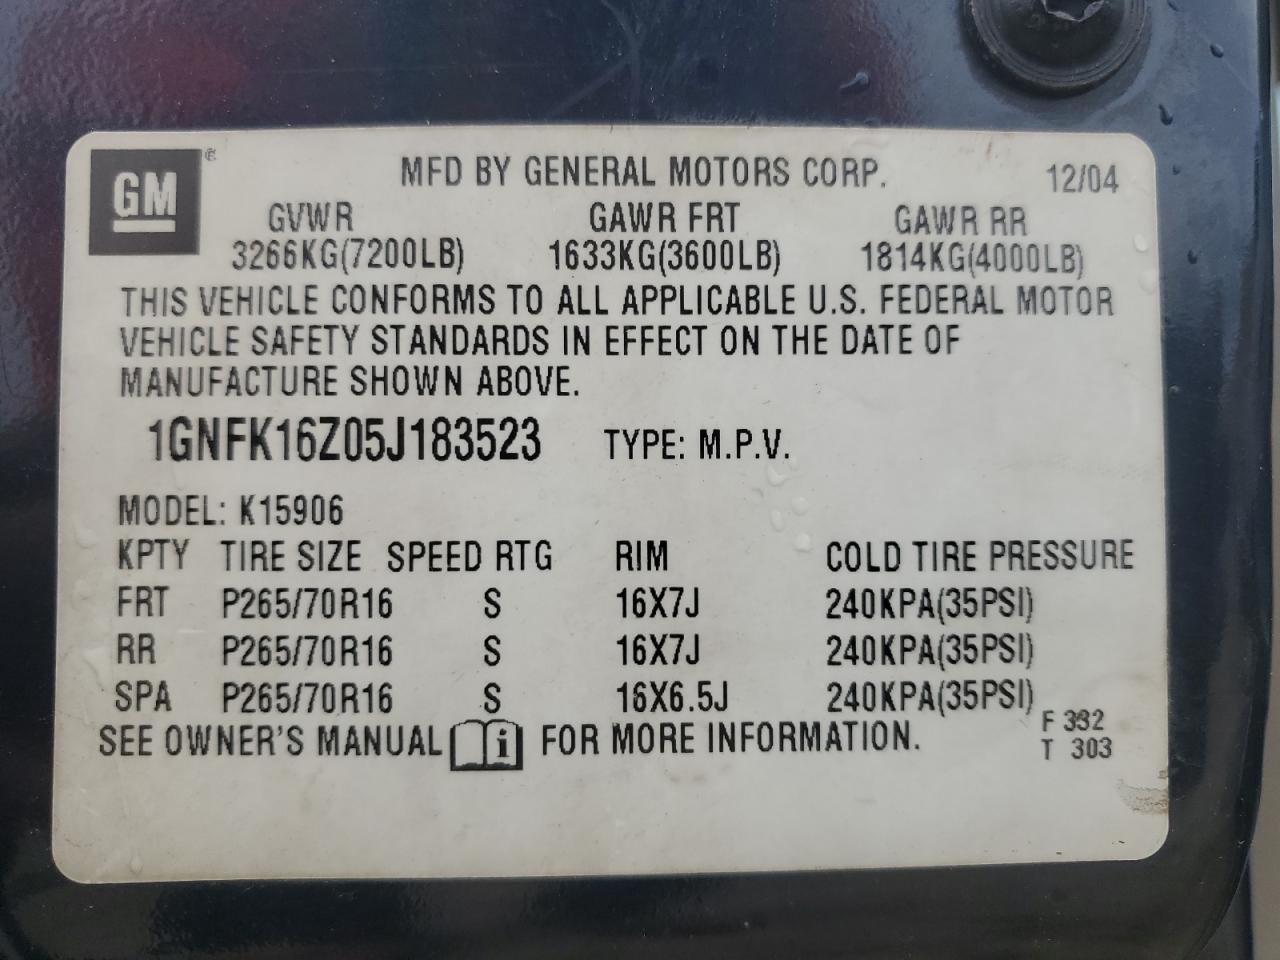 GM ®
MFD BY GENERAL MOTORS CORP. 12/04
GVWR GAWR FRT GAWR RR
3266KG(7200LB) 1633KG(3600LB) 1814KG(4000LB)
THIS VEHICLE CONFORMS TO ALL APPLICABLE U.S. FEDERAL MOTOR
VEHICLE SAFETY STANDARDS IN EFFECT ON THE DATE OF
MANUFACTURE SHOWN ABOVE.
1GNFK16Z05J183523 TYPE: M.P.V.
MODEL: K15906
KPTY TIRE SIZE SPEED RTG RIM COLD TIRE PRESSURE
FRT P265/70R16 S 16X7J 240KPA(35PSI)
RR P265/70R16 S 16X7J 240KPA(35PSI)
SPA P265/70R16 S 16X6.5J 240KPA(35PSI)
SEE OWNER'S MANUAL i FOR MORE INFORMATION.
F 332
T 303